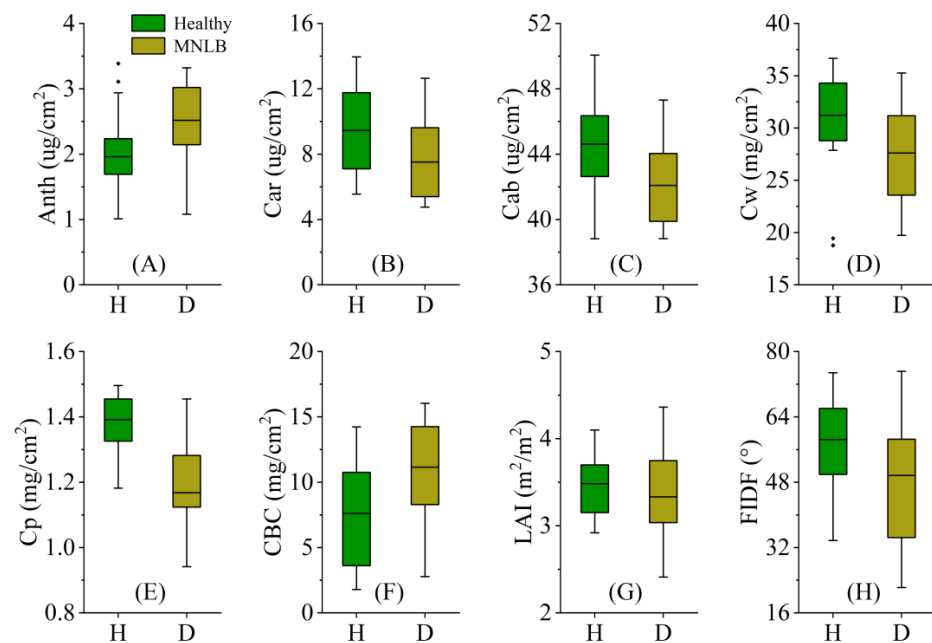 Healthy
MNLB
Anth (ug/cm²)
4
3
2
1
0
(A)
H D
Car (ug/cm²)
16
12
8
4
0
(B)
H D
Cab (ug/cm²)
52
48
44
40
36
(C)
H D
Cw (mg/cm²)
40
35
30
25
20
15
(D)
H D
Cp (mg/cm²)
1.6
1.4
1.2
1.0
0.8
(E)
H D
CBC (mg/cm²)
20
15
10
5
0
(F)
H D
LAI (m²/m²)
5
4
3
2
(G)
H D
FIDF (°)
80
64
48
32
16
(H)
H D